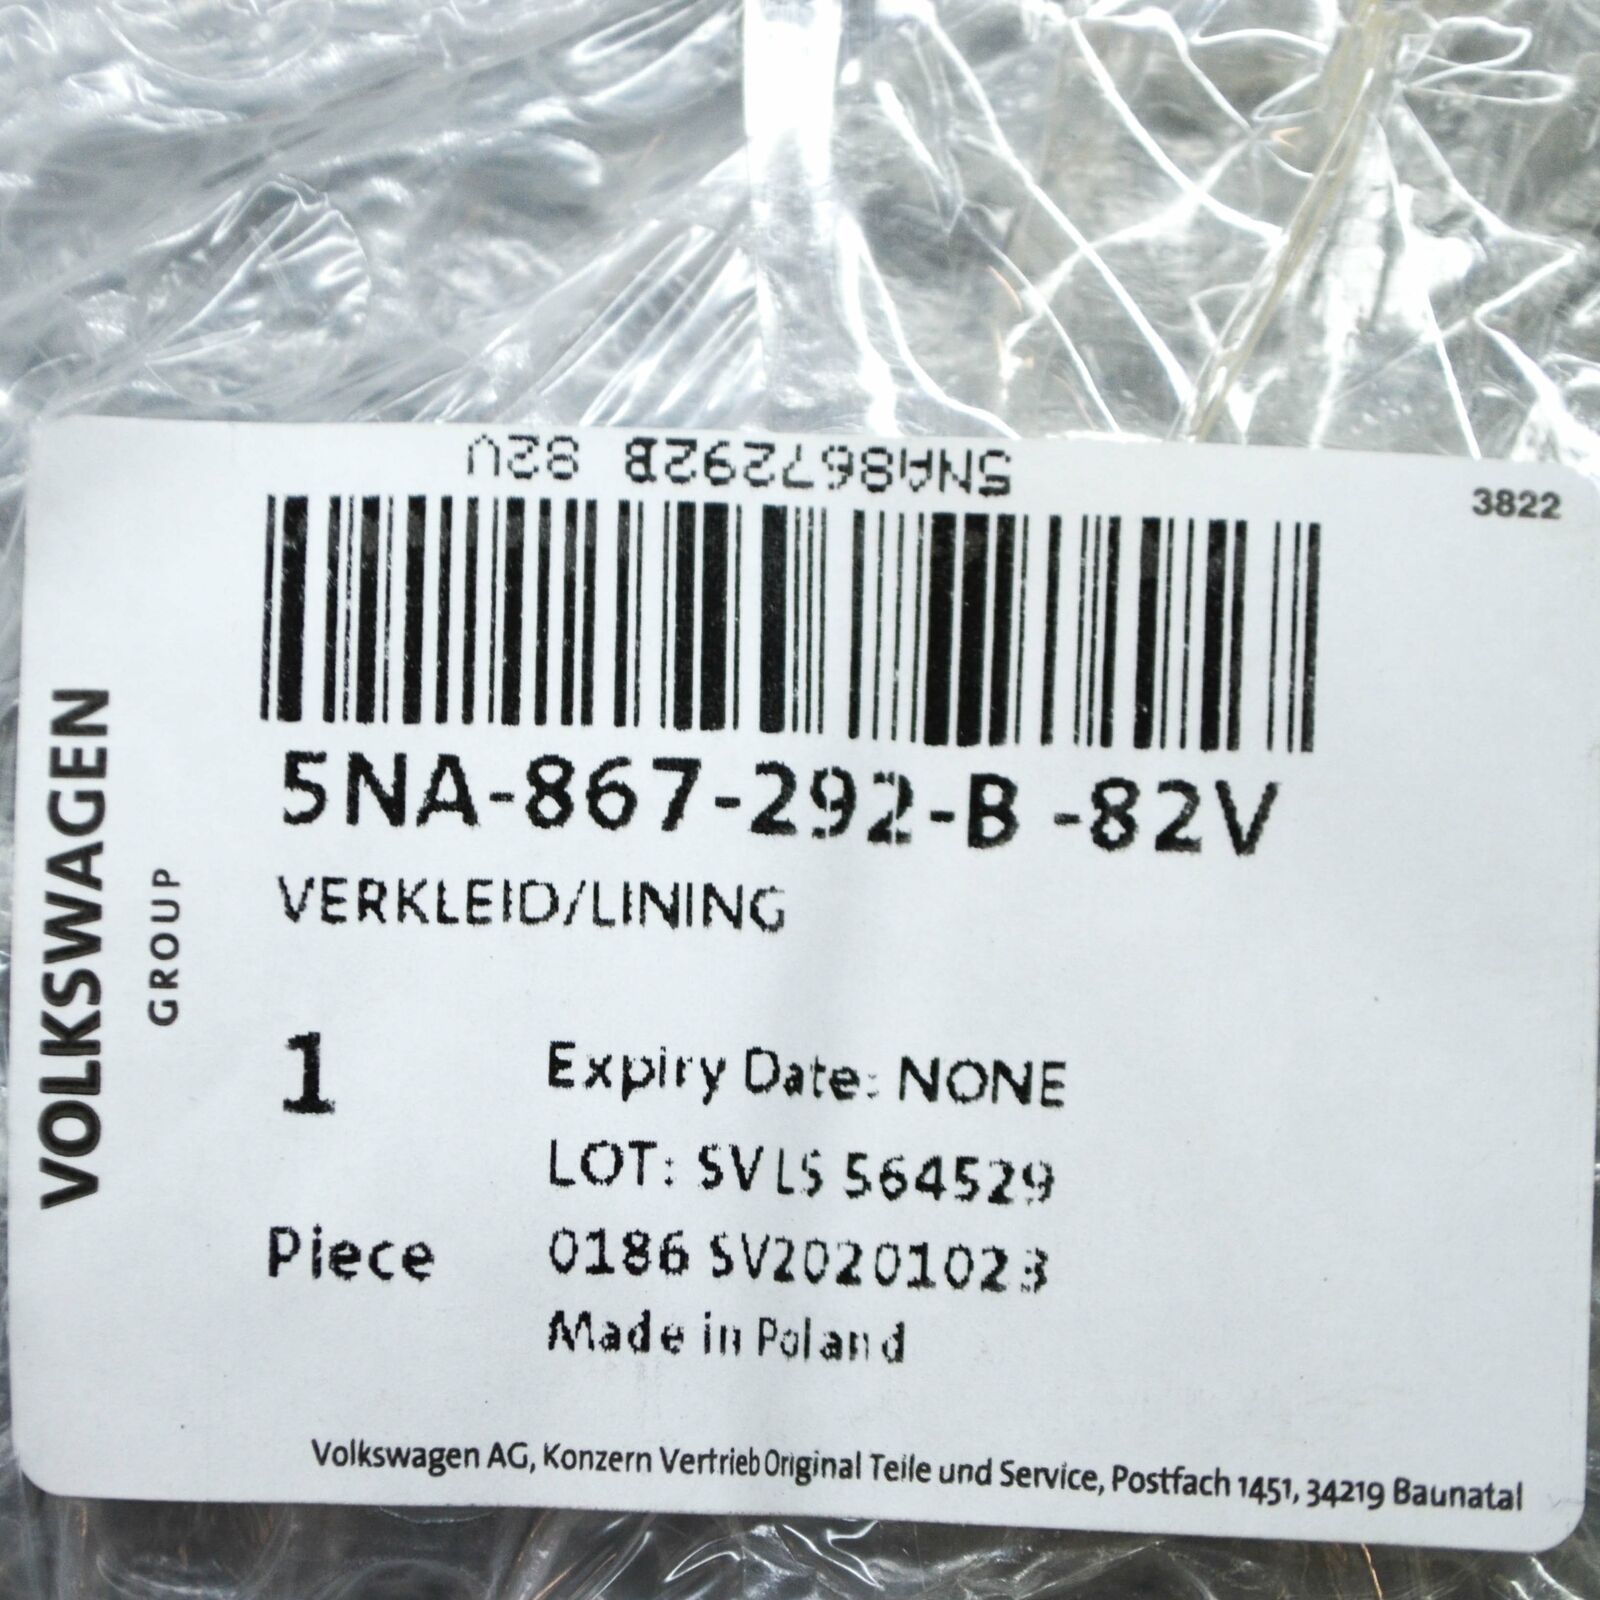 5NA867292B 82V
3822
5NA-867-292-B -82V
VERKLEID/LINING
VOLKSWAGEN
GROUP
1
Expiry Date: NONE
LOT: SVLS 564529
Piece
0186 SV20201023
Made in Poland
Volkswagen AG, Konzern Vertrieb Original Teile und Service, Postfach 1451, 34219 Baunatal